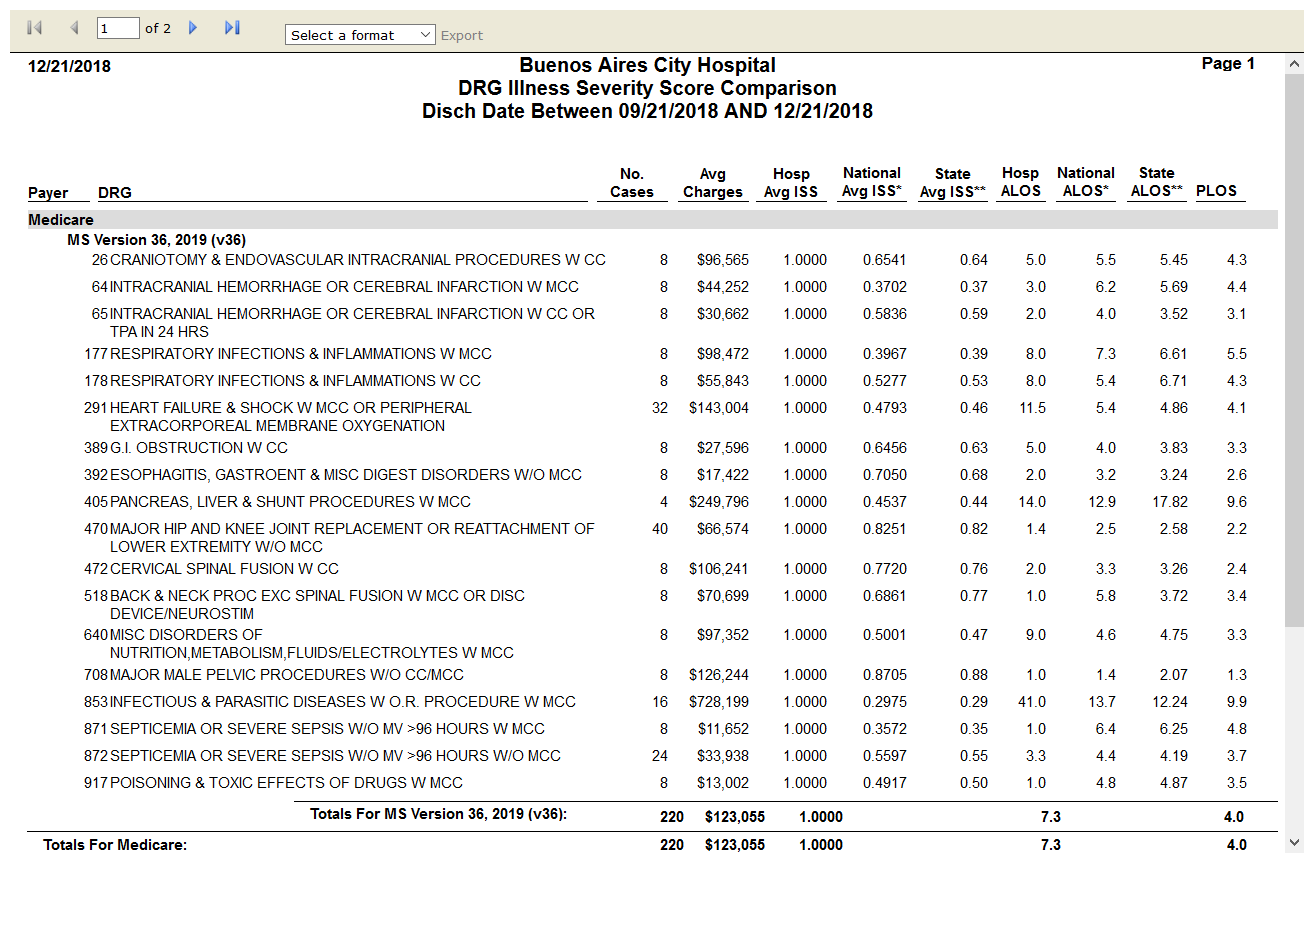 1 of 2 Select a format Export
12/21/2018 Buenos Aires City Hospital Page 1
DRG Illness Severity Score Comparison
Disch Date Between 09/21/2018 AND 12/21/2018
No. Avg Hosp National State Hosp National State
Payer DRG Cases Charges Avg ISS Avg ISS* Avg ISS** ALOS ALOS* ALOS** PLOS
Medicare
MS Version 36, 2019 (v36)
26 CRANIOTOMY & ENDOVASCULAR INTRACRANIAL PROCEDURES W CC 8 $96,565 1.0000 0.6541 0.64 5.0 5.5 5.45 4.3
64 INTRACRANIAL HEMORRHAGE OR CEREBRAL INFARCTION W MCC 8 $44,252 1.0000 0.3702 0.37 3.0 6.2 5.69 4.4
65 INTRACRANIAL HEMORRHAGE OR CEREBRAL INFARCTION W CC OR 8 $30,662 1.0000 0.5836 0.59 2.0 4.0 3.52 3.1
TPA IN 24 HRS
177 RESPIRATORY INFECTIONS & INFLAMMATIONS W MCC 8 $98,472 1.0000 0.3967 0.39 8.0 7.3 6.61 5.5
178 RESPIRATORY INFECTIONS & INFLAMMATIONS W CC 8 $55,843 1.0000 0.5277 0.53 8.0 5.4 6.71 4.3
291 HEART FAILURE & SHOCK W MCC OR PERIPHERAL 32 $143,004 1.0000 0.4793 0.46 11.5 5.4 4.86 4.1
EXTRACORPOREAL MEMBRANE OXYGENATION
389 G.I. OBSTRUCTION W CC 8 $27,596 1.0000 0.6456 0.63 5.0 4.0 3.83 3.3
392 ESOPHAGITIS, GASTROENT & MISC DIGEST DISORDERS W/O MCC 8 $17,422 1.0000 0.7050 0.68 2.0 3.2 3.24 2.6
405 PANCREAS, LIVER & SHUNT PROCEDURES W MCC 4 $249,796 1.0000 0.4537 0.44 14.0 12.9 17.82 9.6
470 MAJOR HIP AND KNEE JOINT REPLACEMENT OR REATTACHMENT OF 40 $66,574 1.0000 0.8251 0.82 1.4 2.5 2.58 2.2
LOWER EXTREMITY W/O MCC
472 CERVICAL SPINAL FUSION W CC 8 $106,241 1.0000 0.7720 0.76 2.0 3.3 3.26 2.4
518 BACK & NECK PROC EXC SPINAL FUSION W MCC OR DISC 8 $70,699 1.0000 0.6861 0.77 1.0 5.8 3.72 3.4
DEVICE/NEUROSTIM
640 MISC DISORDERS OF 8 $97,352 1.0000 0.5001 0.47 9.0 4.6 4.75 3.3
NUTRITION,METABOLISM,FLUIDS/ELECTROLYTES W MCC
708 MAJOR MALE PELVIC PROCEDURES W/O CC/MCC 8 $126,244 1.0000 0.8705 0.88 1.0 1.4 2.07 1.3
853 INFECTIOUS & PARASITIC DISEASES W O.R. PROCEDURE W MCC 16 $728,199 1.0000 0.2975 0.29 41.0 13.7 12.24 9.9
871 SEPTICEMIA OR SEVERE SEPSIS W/O MV >96 HOURS W MCC 8 $11,652 1.0000 0.3572 0.35 1.0 6.4 6.25 4.8
872 SEPTICEMIA OR SEVERE SEPSIS W/O MV >96 HOURS W/O MCC 24 $33,938 1.0000 0.5597 0.55 3.3 4.4 4.19 3.7
917 POISONING & TOXIC EFFECTS OF DRUGS W MCC 8 $13,002 1.0000 0.4917 0.50 1.0 4.8 4.87 3.5
Totals For MS Version 36, 2019 (v36): 220 $123,055 1.0000 7.3 4.0
Totals For Medicare: 220 $123,055 1.0000 7.3 4.0